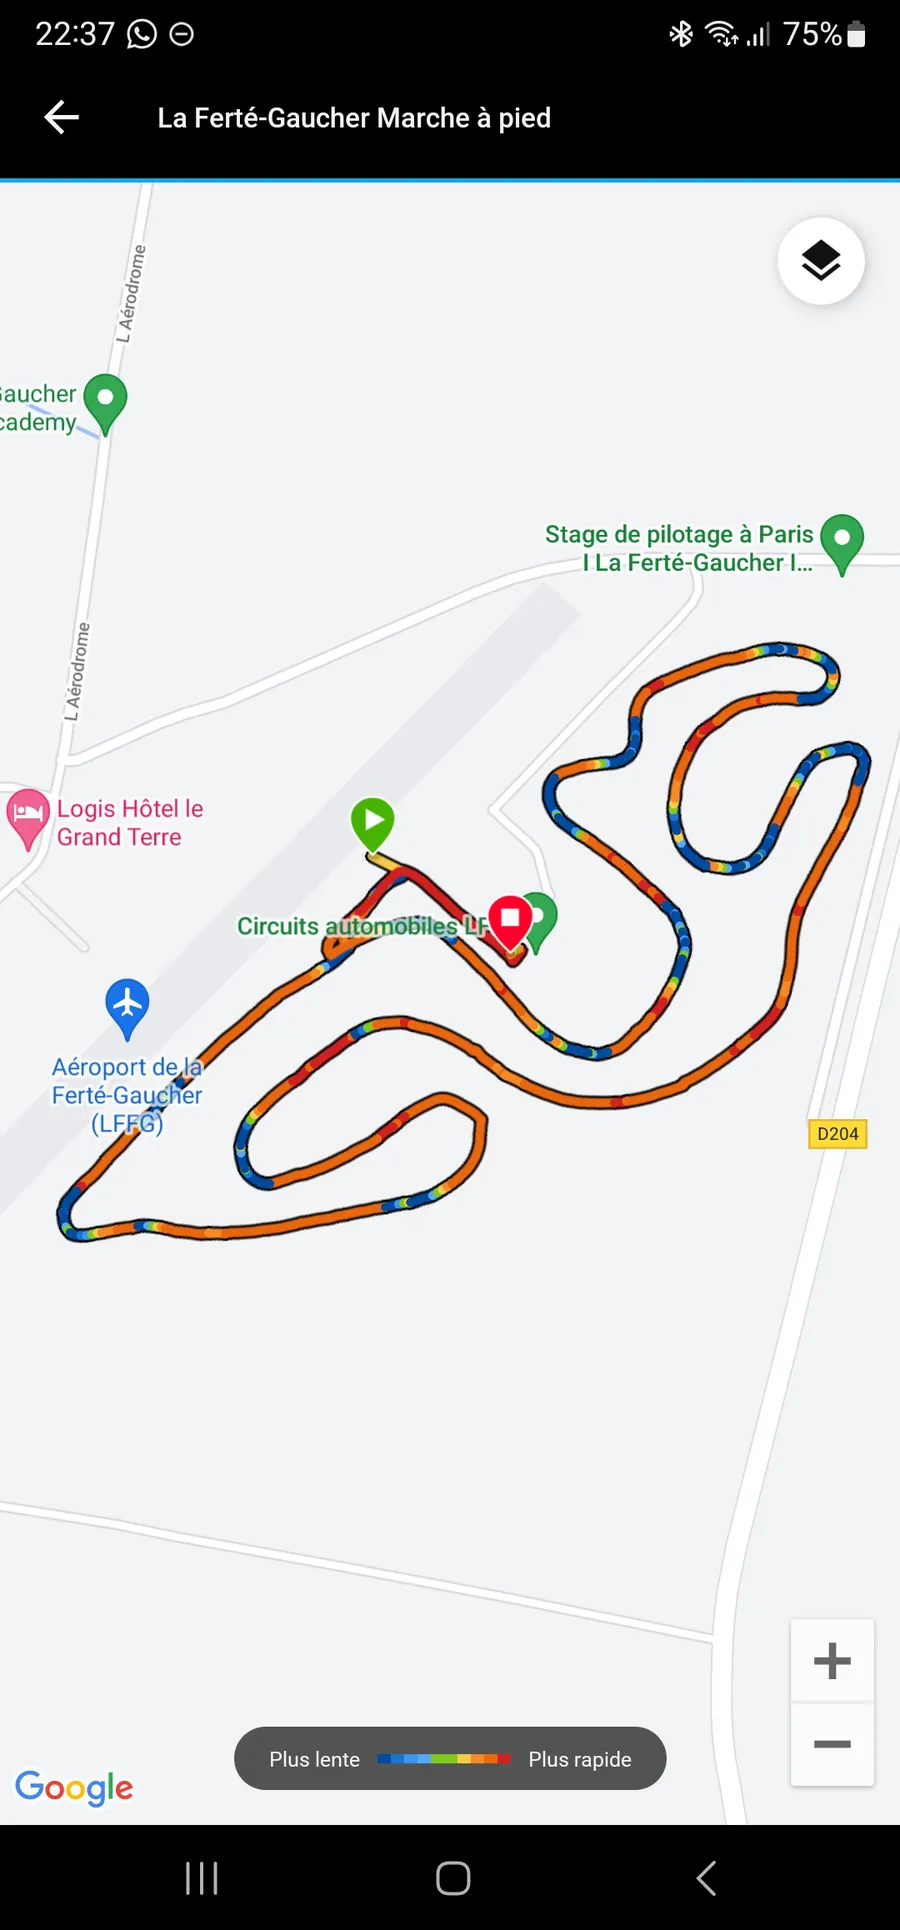 22:37
75%
La Ferté-Gaucher Marche à pied
L Aérodrome
Gaucher
cademy
Stage de pilotage à Paris
I La Ferté-Gaucher I...
L Aérodrome
Logis Hôtel le
Grand Terre
Circuits automobiles LF
Aéroport de la
Ferté-Gaucher
(LFFG)
D204
Plus lente
Plus rapide
Google